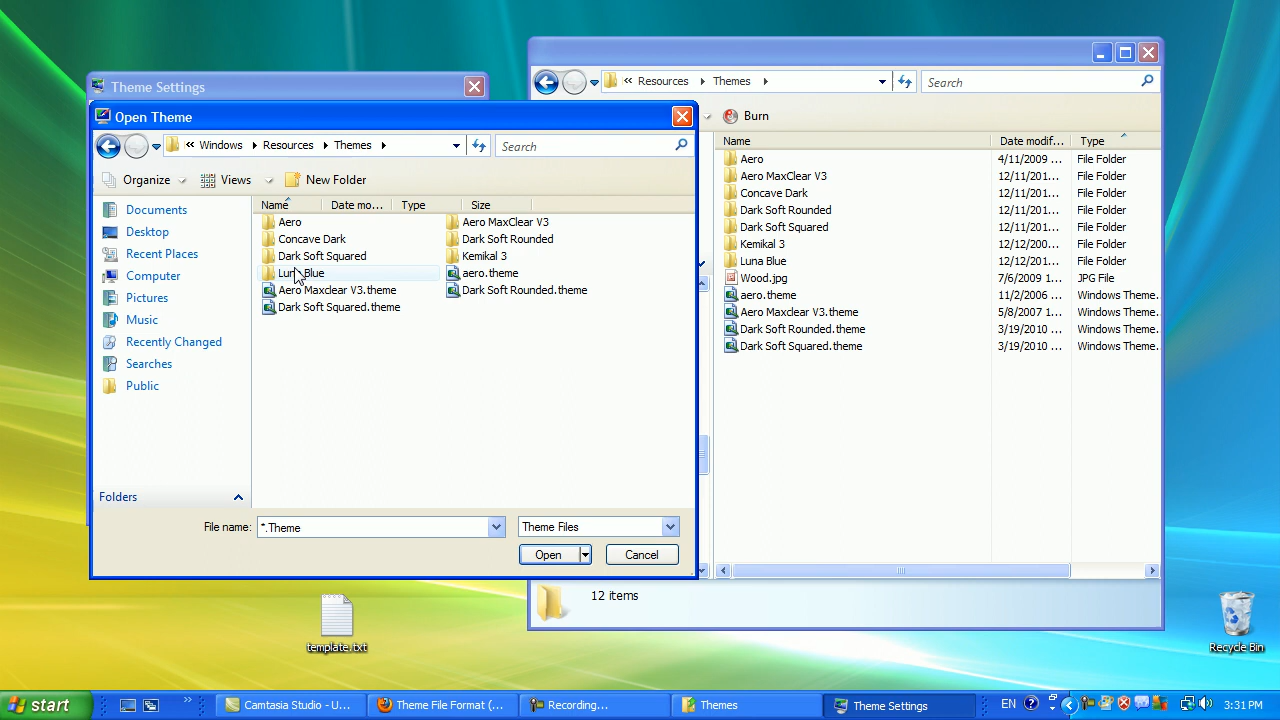 Theme Settings
Open Theme
« Windows Resources Themes
Search
Organize Views New Folder
Name Date mo... Type Size
Documents
Desktop
Recent Places
Computer
Pictures
Music
Recently Changed
Searches
Public
Folders
Aero
Concave Dark
Dark Soft Squared
Luna Blue
Aero Maxclear V3.theme
Dark Soft Squared.theme
Aero MaxClear V3
Dark Soft Rounded
Kemikal 3
aero.theme
Dark Soft Rounded.theme
File name: *.Theme
Theme Files
Open Cancel
« Resources Themes
Search
Burn
Name Date modif... Type
Aero 4/11/2009 ... File Folder
Aero MaxClear V3 12/11/201... File Folder
Concave Dark 12/11/201... File Folder
Dark Soft Rounded 12/11/201... File Folder
Dark Soft Squared 12/11/201... File Folder
Kemikal 3 12/12/200... File Folder
Luna Blue 12/12/201... File Folder
Wood.jpg 7/6/2009 1... JPG File
aero.theme 11/2/2006 ... Windows Theme.
Aero Maxclear V3.theme 5/8/2007 1... Windows Theme.
Dark Soft Rounded.theme 3/19/2010 ... Windows Theme.
Dark Soft Squared.theme 3/19/2010 ... Windows Theme.
12 items
template.txt
Recycle Bin
start
» Camtasia Studio - U...
Theme File Format (...
Recording...
Themes
Theme Settings
EN
3:31 PM